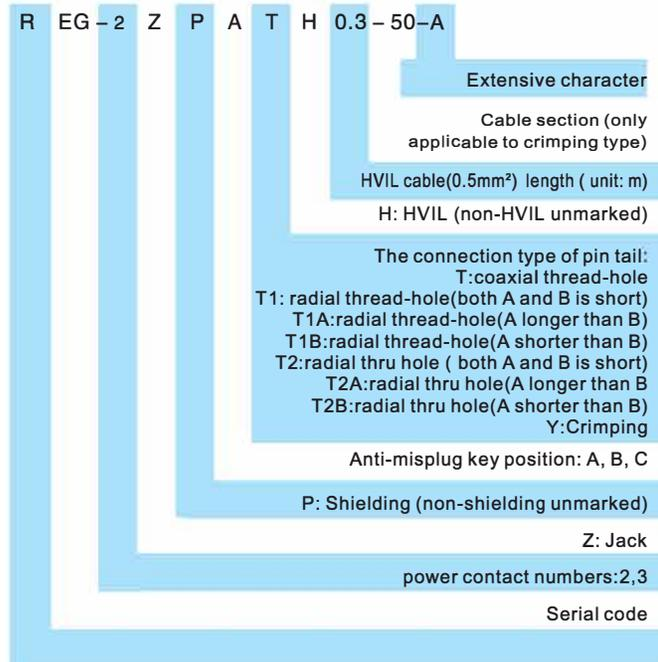 R EG-2 Z P A T H 0.3-50-A
Extensive character
Cable section (only
applicable to crimping type)
HVIL cable(0.5mm²) length ( unit: m)
H: HVIL (non-HVIL unmarked)
The connection type of pin tail:
T:coaxial thread-hole
T1: radial thread-hole(both A and B is short)
T1A:radial thread-hole(A longer than B)
T1B:radial thread-hole(A shorter than B)
T2:radial thru hole ( both A and B is short)
T2A:radial thru hole(A longer than B
T2B:radial thru hole(A shorter than B)
Y:Crimping
Anti-misplug key position: A, B, C
P: Shielding (non-shielding unmarked)
Z: Jack
power contact numbers:2,3
Serial code